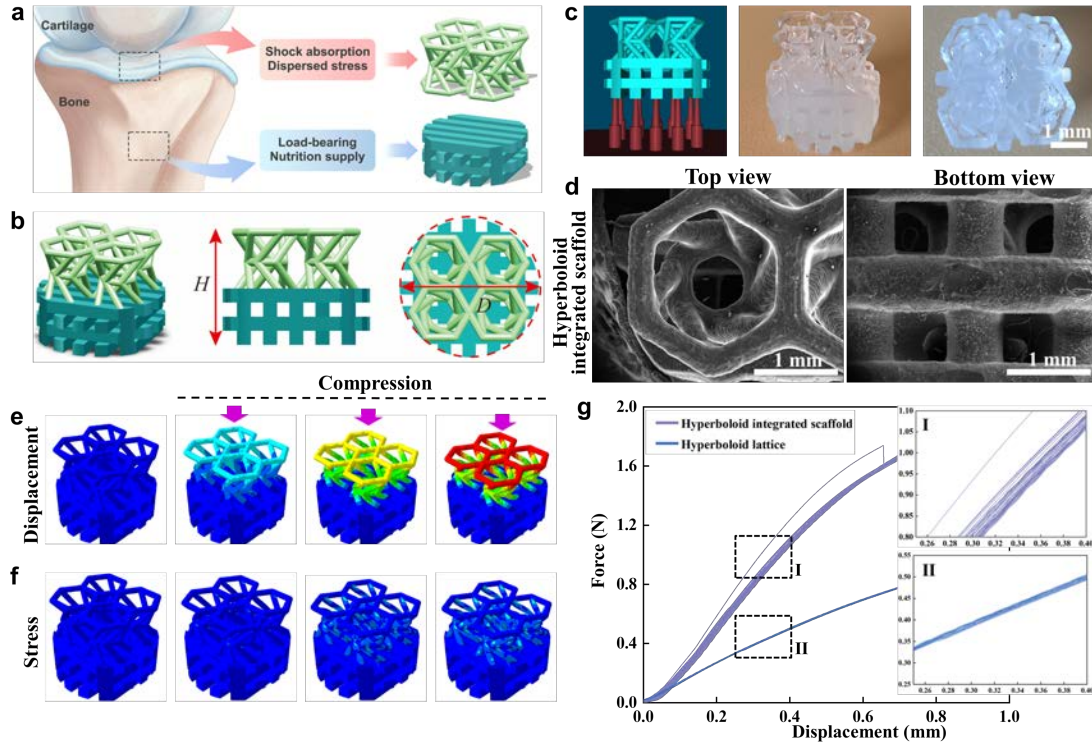 a
Cartilage
Bone
Shock absorption
Dispersed stress
Load-bearing
Nutrition supply
b
H
D
c
1 mm
d
Top view
Bottom view
Hyperboloid
integrated scaffold
1 mm
1 mm
Compression
e
Displacement
f
Stress
g
Hyperboloid integrated scaffold
Hyperboloid lattice
2.0
1.6
1.2
0.8
0.4
0.0
Force (N)
0.0
0.2
0.4
0.6
0.8
1.0
Displacement (mm)
I
II
I
1.10
1.05
1.00
0.95
0.90
0.85
0.80
0.26
0.28
0.30
0.32
0.34
0.36
0.38
0.40
II
0.55
0.50
0.45
0.40
0.35
0.30
0.25
0.26
0.28
0.30
0.32
0.34
0.36
0.38
0.40